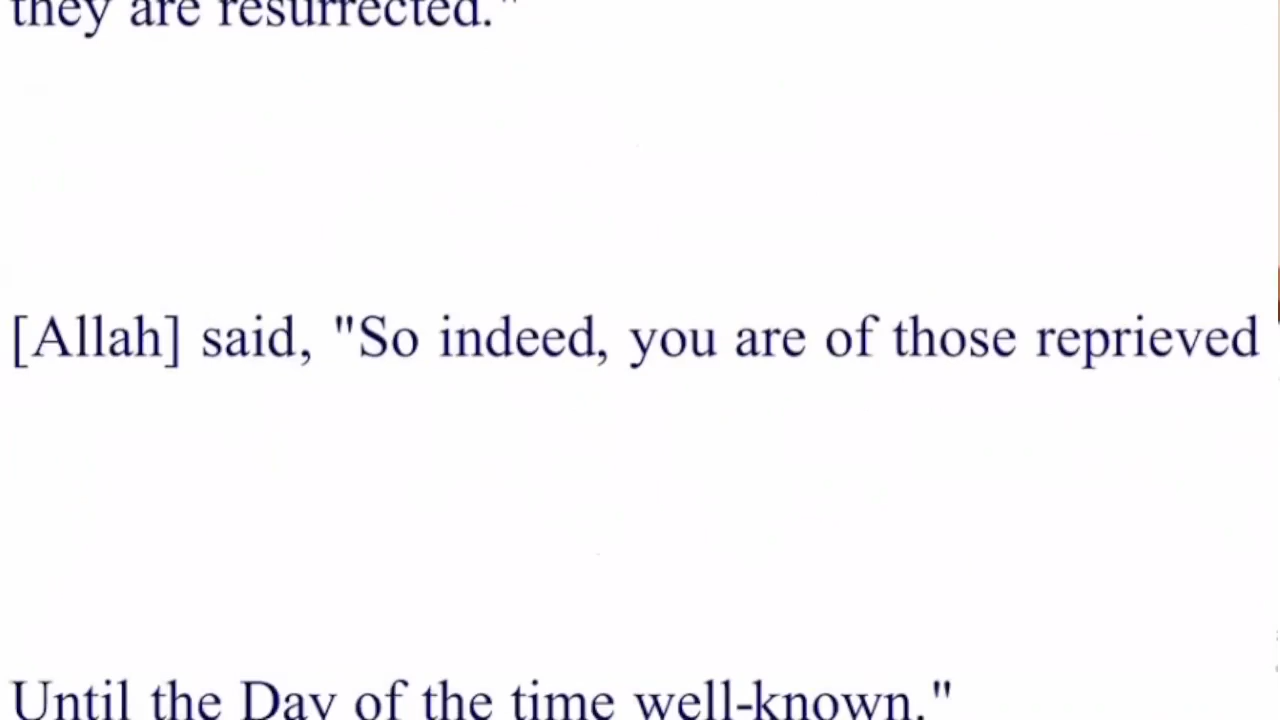 they are resurrected."
[Allah] said, "So indeed, you are of those reprieved
Until the Day of the time well-known."